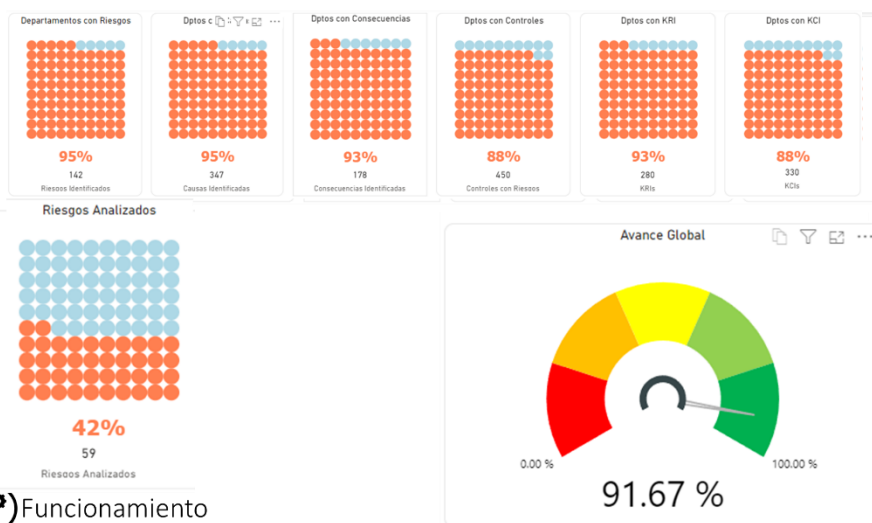 Departamentos con Riesgos
95%
142
Riesgos Identificados
Dptos c
95%
347
Causas Identificadas
Dptos con Consecuencias
93%
178
Consecuencias Identificadas
Dptos con Controles
88%
450
Controles con Riesgos
Dptos con KRI
93%
280
KRIs
Dptos con KCI
88%
330
KCIs
Riesgos Analizados
42%
59
Riesgos Analizados
Avance Global
0.00 %
100.00 %
91.67 %
)Funcionamiento